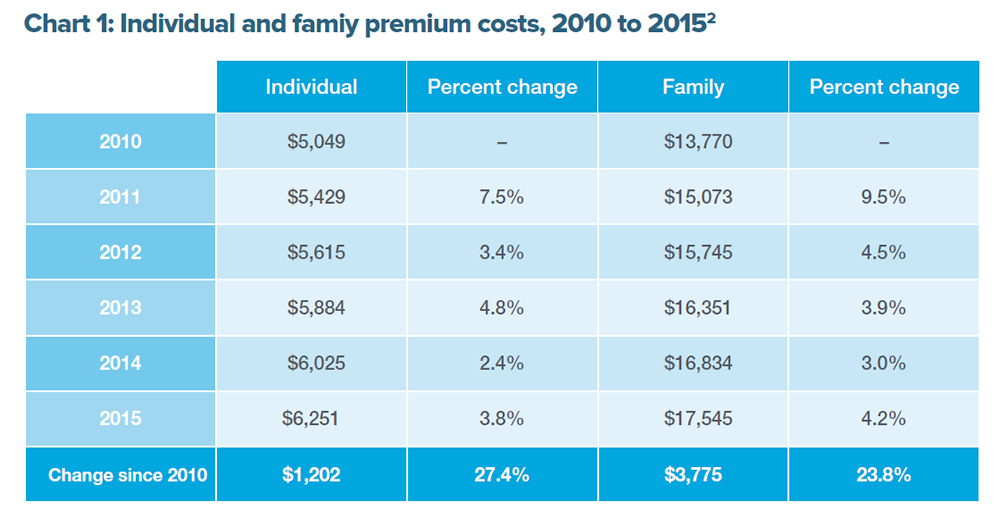 Chart 1: Individual and famiy premium costs, 2010 to 2015²
Individual Percent change Family Percent change
2010 $5,049 – $13,770 –
2011 $5,429 7.5% $15,073 9.5%
2012 $5,615 3.4% $15,745 4.5%
2013 $5,884 4.8% $16,351 3.9%
2014 $6,025 2.4% $16,834 3.0%
2015 $6,251 3.8% $17,545 4.2%
Change since 2010 $1,202 27.4% $3,775 23.8%